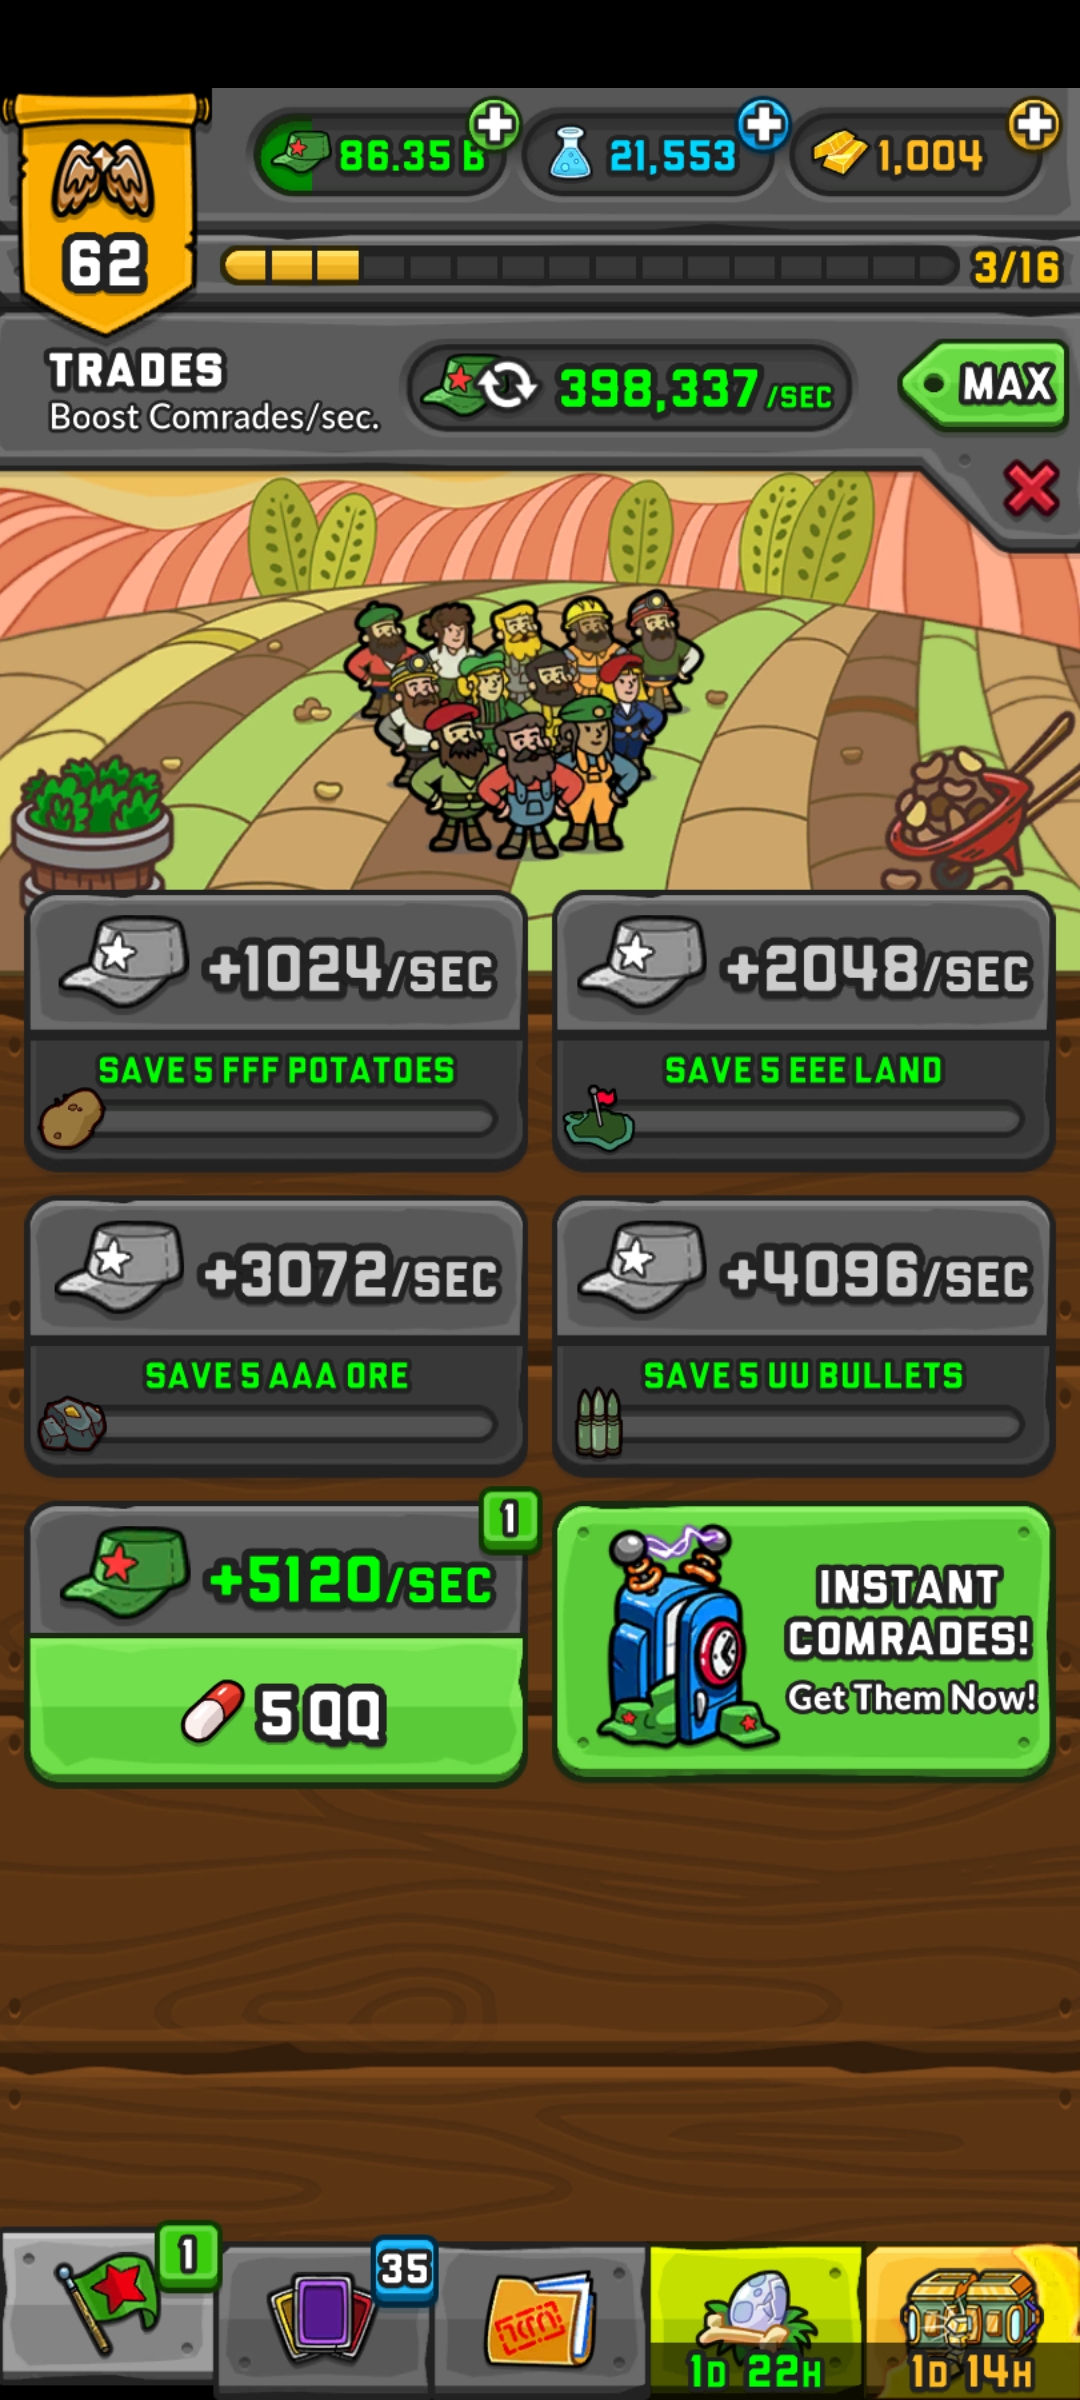 86.35 B
21,553
1,004
62
3/16
TRADES
Boost Comrades/sec.
398,337/SEC
MAX
+1024/SEC
SAVE 5 FFF POTATOES
+2048/SEC
SAVE 5 EEE LAND
+3072/SEC
SAVE 5 AAA ORE
+4096/SEC
SAVE 5 UU BULLETS
1
+5120/SEC
5 QQ
INSTANT
COMRADES!
Get Them Now!
1
35
1D 22H
1D 14H